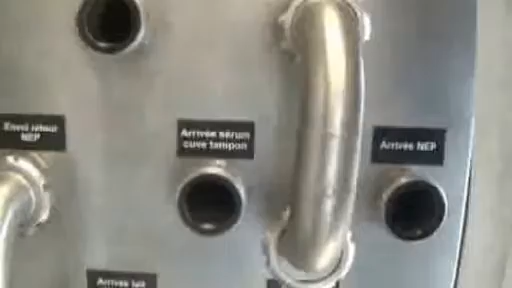 Envoi retour
NEP
Arrivée sérum
cuve tampon
Arrivée NEP
Arrivée lait